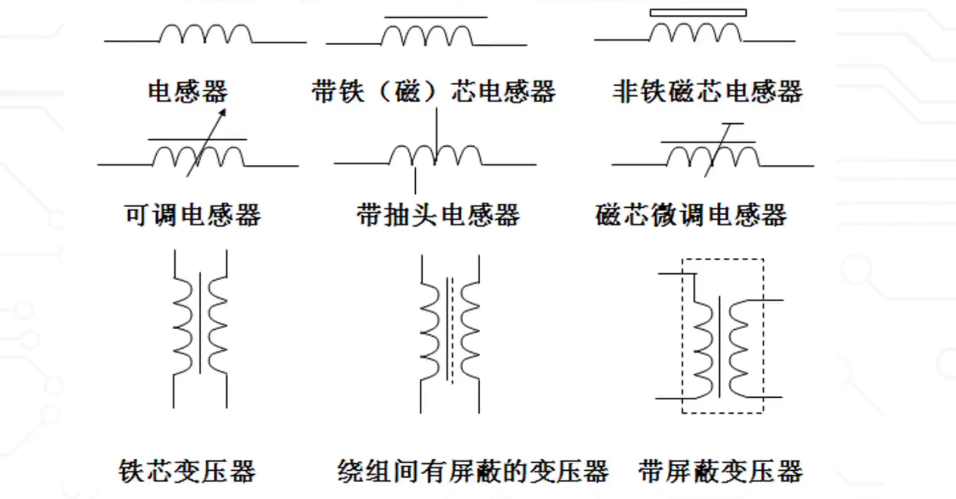 电感器 带铁（磁）芯电感器 非铁磁芯电感器
可调电感器 带抽头电感器 磁芯微调电感器
铁芯变压器 绕组间有屏蔽的变压器 带屏蔽变压器